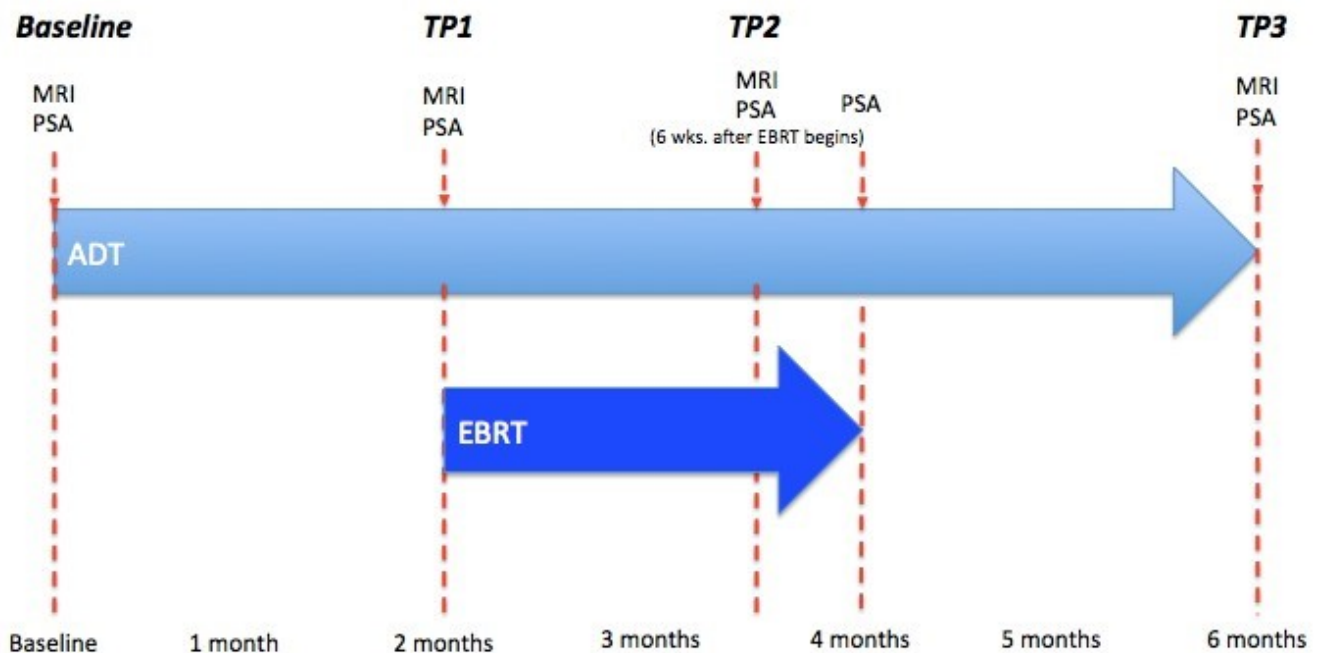 Baseline TP1 TP2 TP3
MRI
PSA
MRI
PSA
MRI
PSA
(6 wks. after EBRT begins)
PSA
MRI
PSA
ADT
EBRT
Baseline 1 month 2 months 3 months 4 months 5 months 6 months